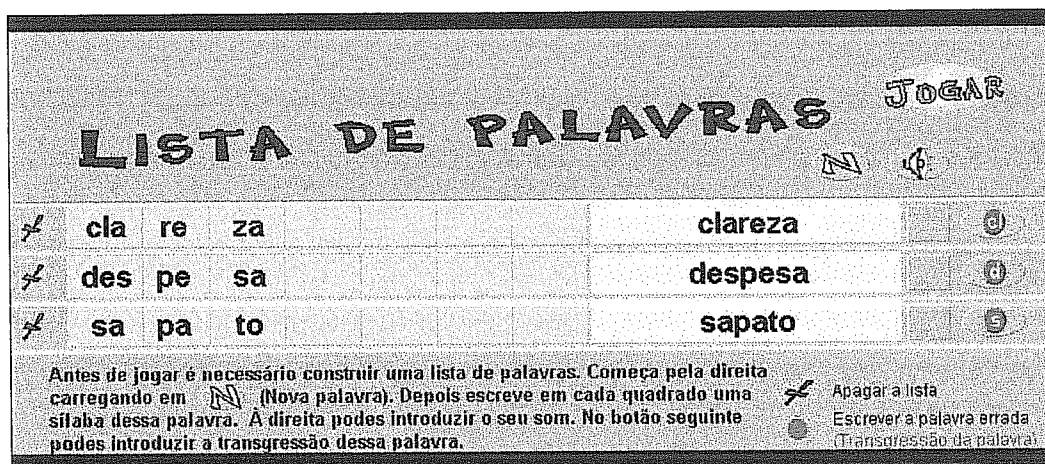 JOGAR
LISTA DE PALAVRAS
N
cla re za clareza
des pe sa despesa d
sa pa to sapato s
Antes de jogar é necessário construir uma lista de palavras. Começa pela direita
carregando em N (Nova palavra). Depois escreve em cada quadrado uma
sílaba dessa palavra. À direita podes introduzir o seu som. No botão seguinte
podes introduzir a transgressão dessa palavra.
Apagar a lista
Escrever a palavra errada
(Transgressão da palavra)